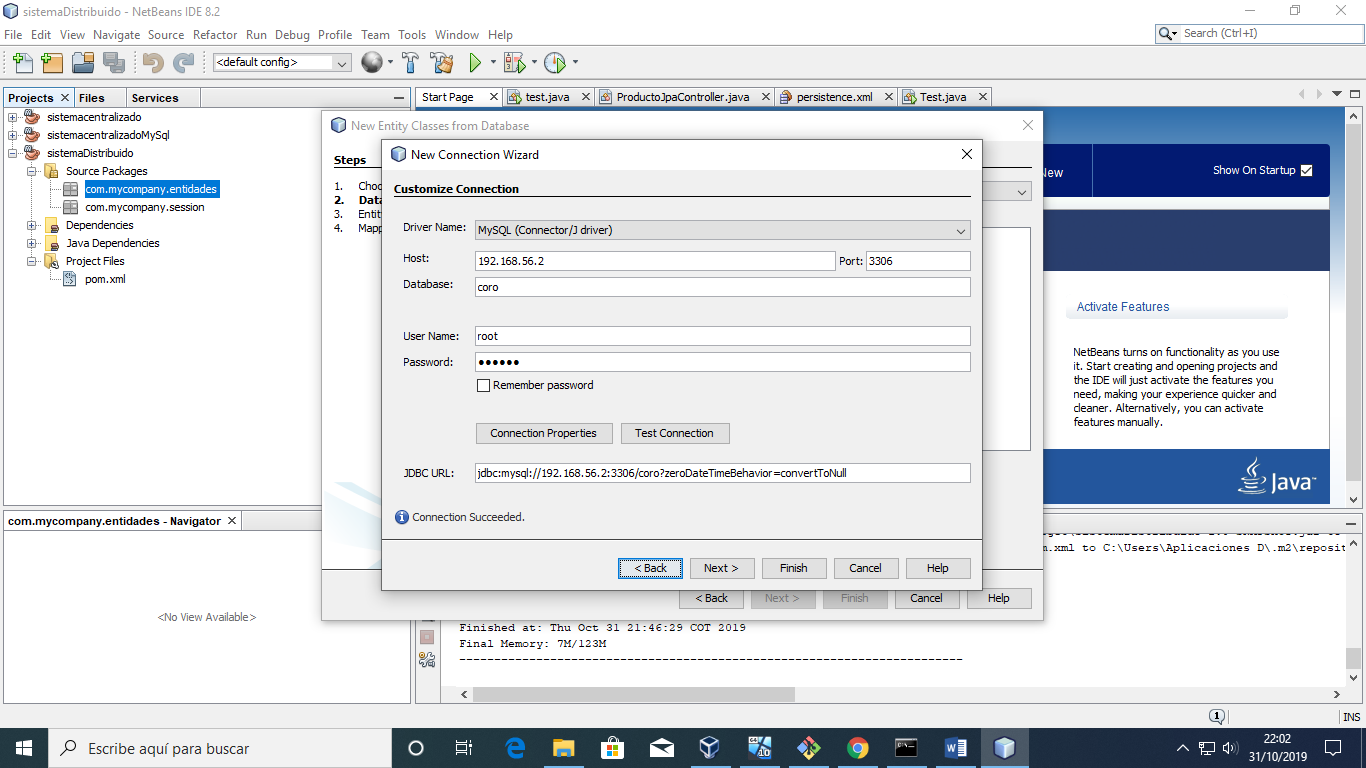 sistemaDistribuido - NetBeans IDE 8.2
File Edit View Navigate Source Refactor Run Debug Profile Team Tools Window Help
Search (Ctrl+I)
<default config>
Projects Files Services
Start Page test.java ProductoJpaController.java persistence.xml Test.java
sistemacentralizado
sistemacentralizadoMySql
sistemaDistribuido
Source Packages
com.mycompany.entidades
com.mycompany.session
Dependencies
Java Dependencies
Project Files
pom.xml
com.mycompany.entidades - Navigator
<No View Available>
New Entity Classes from Database
Steps
1.
2.
3.
4.
New Connection Wizard
Customize Connection
Driver Name: MySQL (Connector/J driver)
Host: 192.168.56.2 Port: 3306
Database: coro
User Name: root
Password: ●●●●●●
Remember password
Connection Properties Test Connection
JDBC URL: jdbc:mysql://192.168.56.2:3306/coro?zeroDateTimeBehavior=convertToNull
Connection Succeeded.
< Back Next > Finish Cancel Help
< Back Next > Finish Cancel Help
Show On Startup
Activate Features
NetBeans turns on functionality as you use
it. Start creating and opening projects and
the IDE will just activate the features you
need, making your experience quicker and
cleaner. Alternatively, you can activate
features manually.
Java™
m.xml to C:\Users\Aplicaciones D\.m2\reposit
Finished at: Thu Oct 31 21:46:29 COT 2019
Final Memory: 7M/123M
------------------------------------------------------------------------
1 INS
Escribe aquí para buscar
22:02
31/10/2019